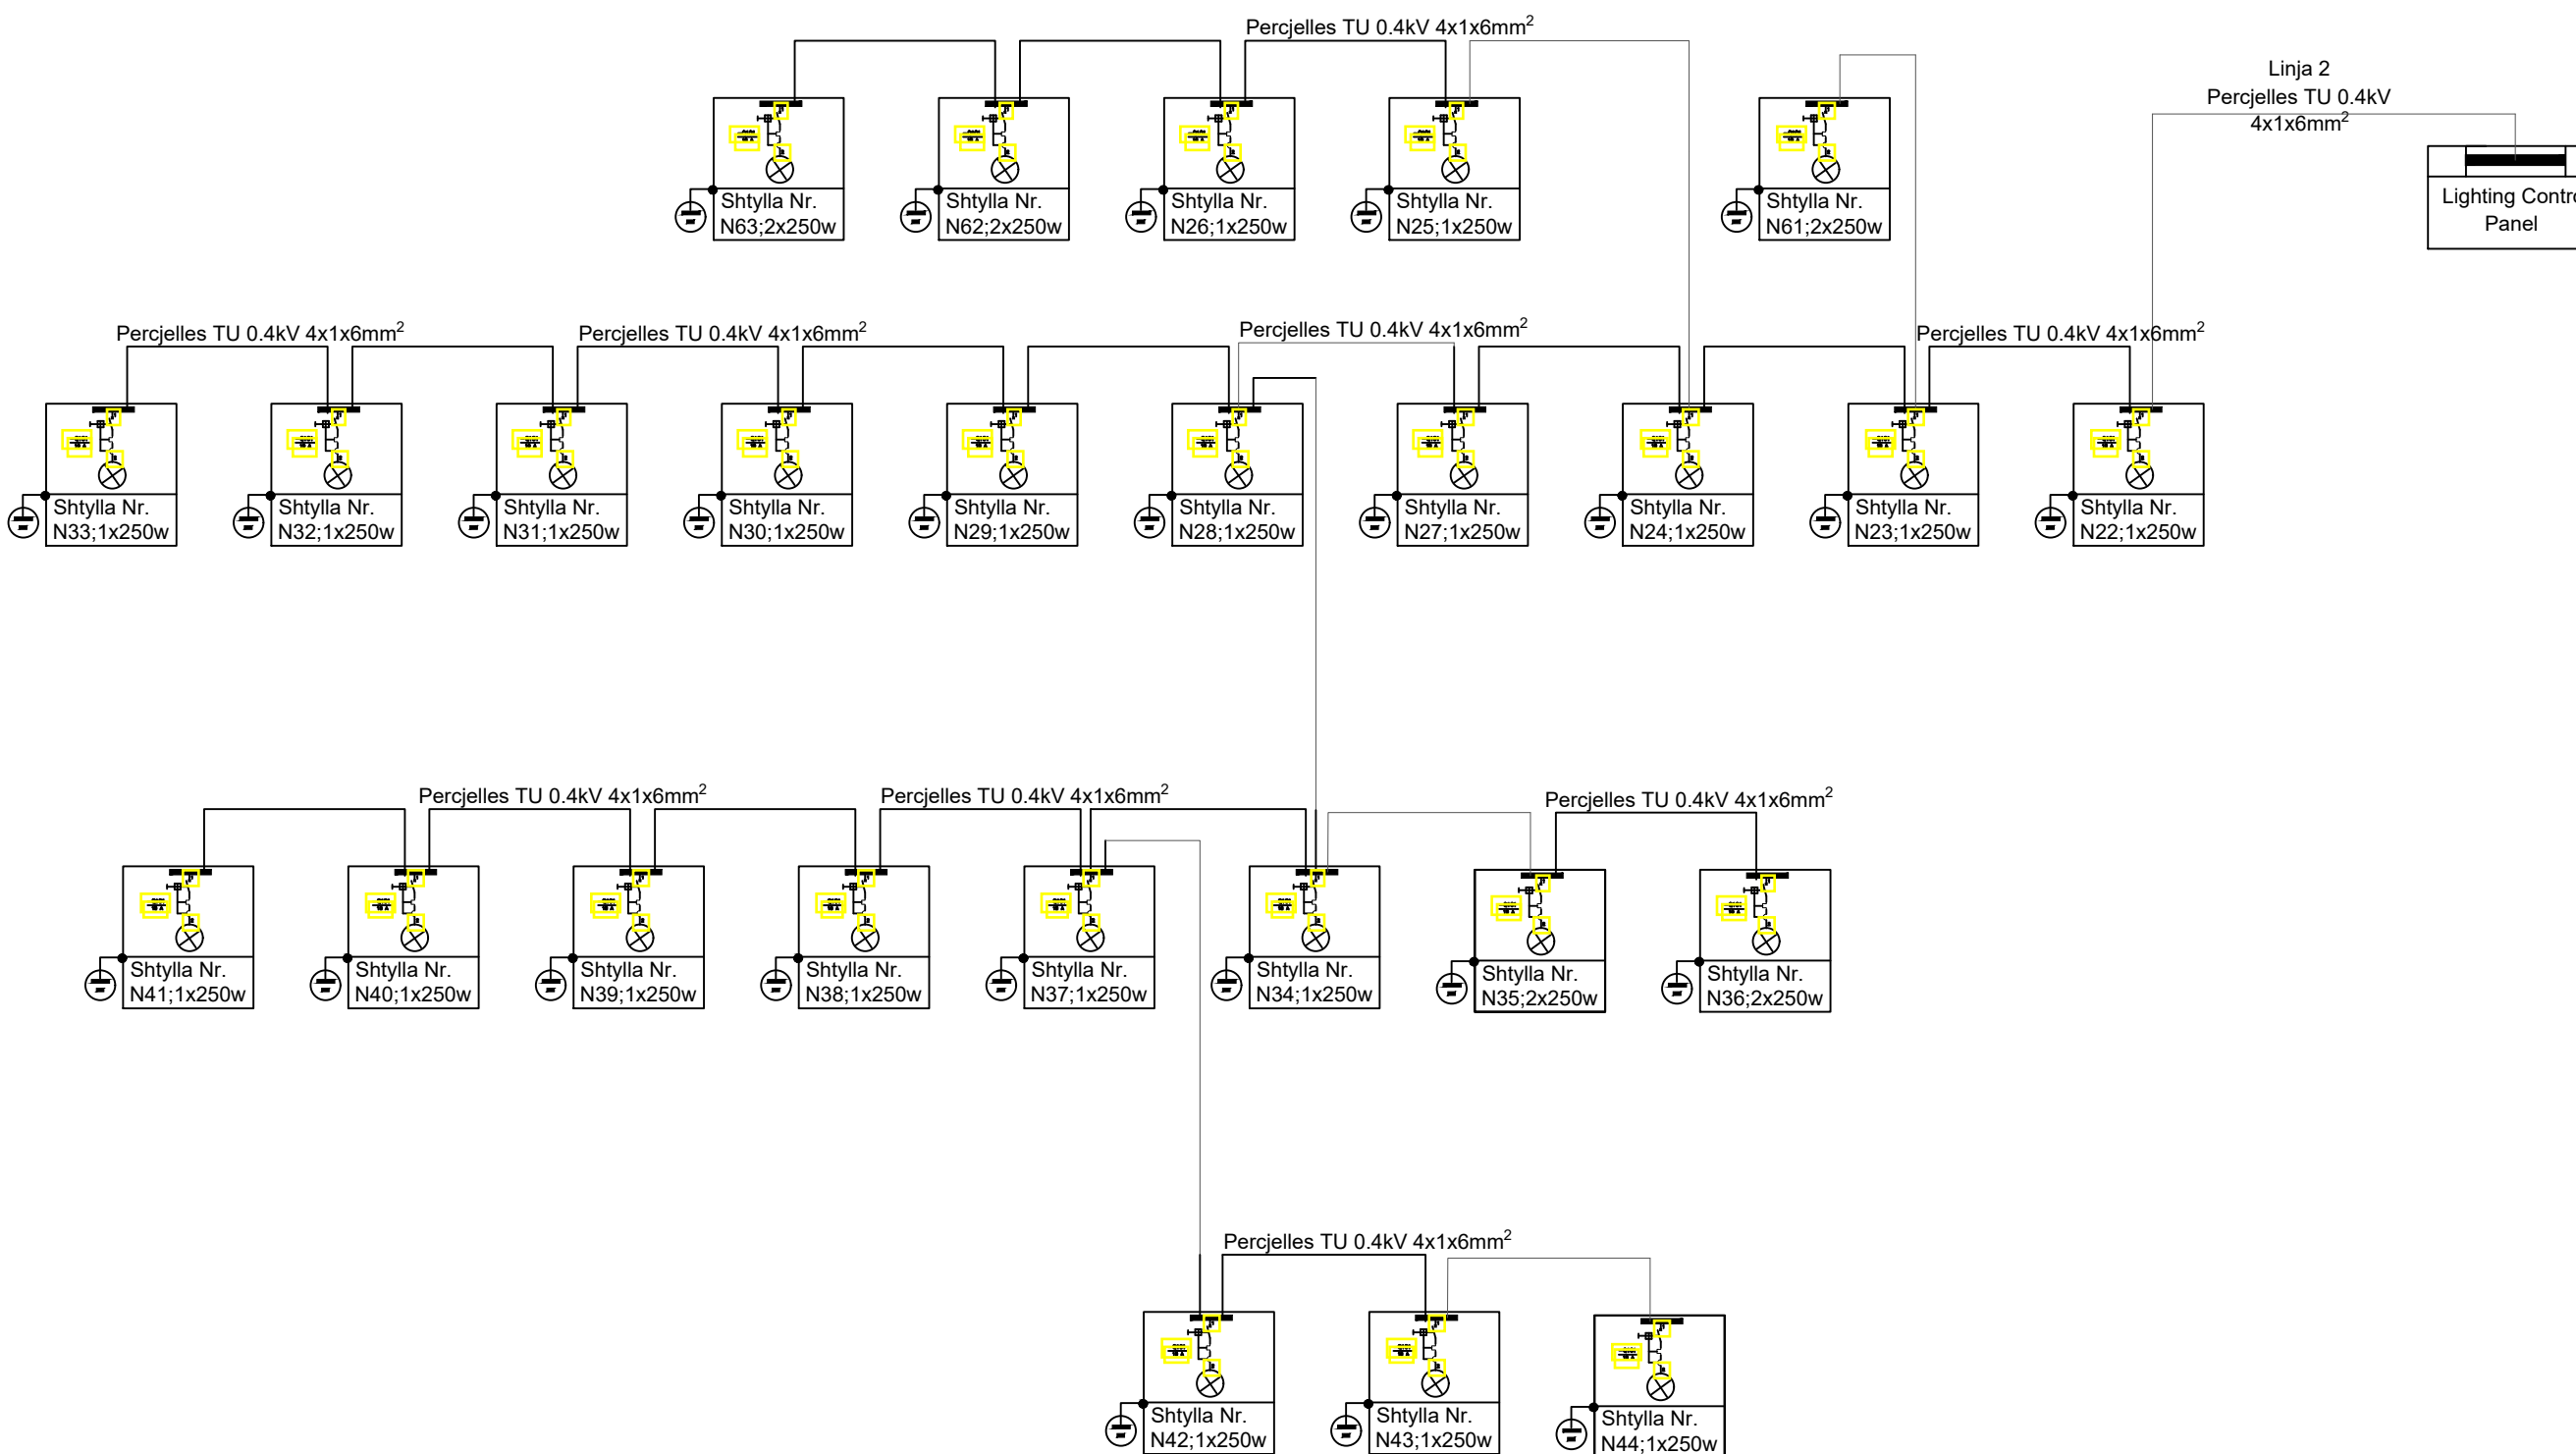 Percjelles TU 0.4kV 4x1x6mm²
Linja 2
Percjelles TU 0.4kV
4x1x6mm²
Shtylla Nr.
N63;2x250w
Shtylla Nr.
N62;2x250w
Shtylla Nr.
N26;1x250w
Shtylla Nr.
N25;1x250w
Shtylla Nr.
N61;2x250w
Lighting Contro
Panel
Percjelles TU 0.4kV 4x1x6mm²
Percjelles TU 0.4kV 4x1x6mm²
Percjelles TU 0.4kV 4x1x6mm²
Percjelles TU 0.4kV 4x1x6mm²
Shtylla Nr.
N33;1x250w
Shtylla Nr.
N32;1x250w
Shtylla Nr.
N31;1x250w
Shtylla Nr.
N30;1x250w
Shtylla Nr.
N29;1x250w
Shtylla Nr.
N28;1x250w
Shtylla Nr.
N27;1x250w
Shtylla Nr.
N24;1x250w
Shtylla Nr.
N23;1x250w
Shtylla Nr.
N22;1x250w
Percjelles TU 0.4kV 4x1x6mm²
Percjelles TU 0.4kV 4x1x6mm²
Percjelles TU 0.4kV 4x1x6mm²
Shtylla Nr.
N41;1x250w
Shtylla Nr.
N40;1x250w
Shtylla Nr.
N39;1x250w
Shtylla Nr.
N38;1x250w
Shtylla Nr.
N37;1x250w
Shtylla Nr.
N34;1x250w
Shtylla Nr.
N35;2x250w
Shtylla Nr.
N36;2x250w
Percjelles TU 0.4kV 4x1x6mm²
Shtylla Nr.
N42;1x250w
Shtylla Nr.
N43;1x250w
Shtylla Nr.
N44;1x250w